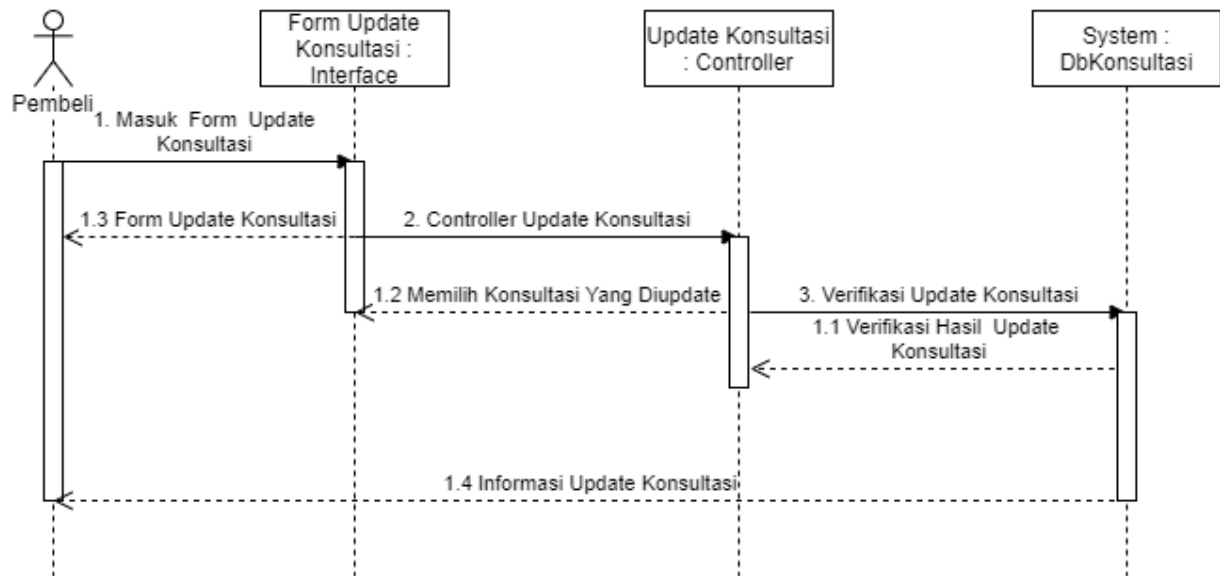 Pembeli
Form Update
Konsultasi :
Interface
Update Konsultasi
: Controller
System :
DbKonsultasi
1. Masuk Form Update
Konsultasi
1.3 Form Update Konsultasi
2. Controller Update Konsultasi
1.2 Memilih Konsultasi Yang Diupdate
3. Verifikasi Update Konsultasi
1.1 Verifikasi Hasil Update
Konsultasi
1.4 Informasi Update Konsultasi